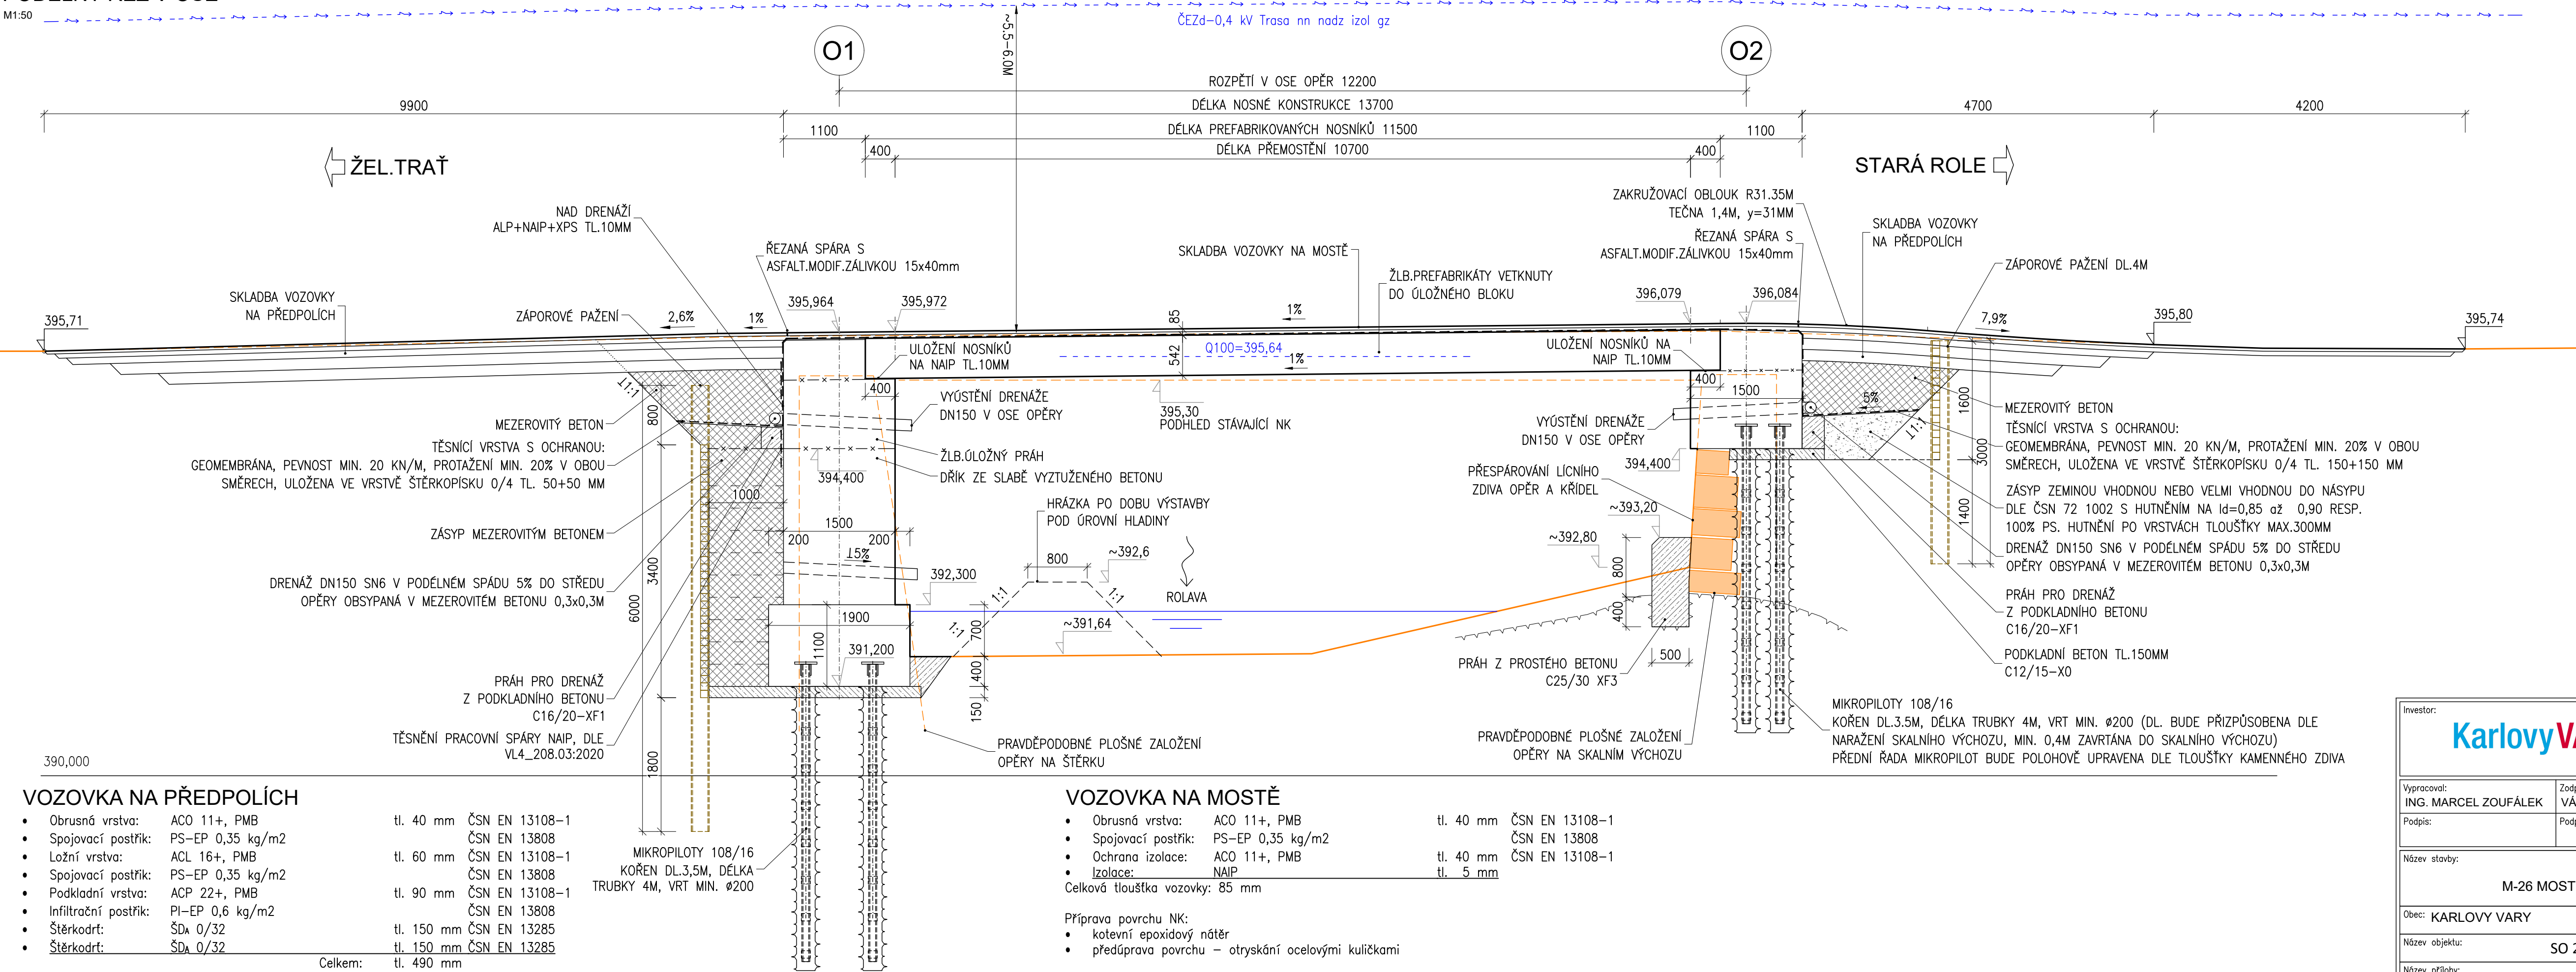 M1:50
ČEZd-0,4 kV Trasa nn nadz izol gz
~5.5-6.0M
O1
O2
ROZPĚTÍ V OSE OPĚR 12200
9900
DÉLKA NOSNÉ KONSTRUKCE 13700
4700
4200
1100
DÉLKA PREFABRIKOVANÝCH NOSNÍKŮ 11500
1100
400
DÉLKA PŘEMOSTĚNÍ 10700
400
ŽEL.TRAŤ
STARÁ ROLE
NAD DRENÁŽÍ
ALP+NAIP+XPS TL.10MM
ŘEZANÁ SPÁRA S
ASFALT.MODIF.ZÁLIVKOU 15x40mm
SKLADBA VOZOVKY NA MOSTĚ
ŽLB.PREFABRIKÁTY VETKNUTY
DO ÚLOŽNÉHO BLOKU
ZAKRUŽOVACÍ OBLOUK R31.35M
TEČNA 1,4M, y=31MM
ŘEZANÁ SPÁRA S
ASFALT.MODIF.ZÁLIVKOU 15x40mm
SKLADBA VOZOVKY
NA PŘEDPOLÍCH
ZÁPOROVÉ PAŽENÍ DL.4M
SKLADBA VOZOVKY
NA PŘEDPOLÍCH
ZÁPOROVÉ PAŽENÍ
395,71
2,6%
1%
395,964
395,972
85
542
1%
Q100=395,64
1%
396,079
396,084
7,9%
395,80
395,74
ULOŽENÍ NOSNÍKŮ
NA NAIP TL.10MM
ULOŽENÍ NOSNÍKŮ NA
NAIP TL.10MM
400
400
1500
1:1
800
MEZEROVITÝ BETON
TĚSNÍCÍ VRSTVA S OCHRANOU:
GEOMEMBRÁNA, PEVNOST MIN. 20 KN/M, PROTAŽENÍ MIN. 20% V OBOU
SMĚRECH, ULOŽENA VE VRSTVĚ ŠTĚRKOPÍSKU 0/4 TL. 50+50 MM
ZÁSYP MEZEROVITÝM BETONEM
DRENÁŽ DN150 SN6 V PODÉLNÉM SPÁDU 5% DO STŘEDU
OPĚRY OBSYPANÁ V MEZEROVITÉM BETONU 0,3x0,3M
PRÁH PRO DRENÁŽ
Z PODKLADNÍHO BETONU
C16/20-XF1
TĚSNĚNÍ PRACOVNÍ SPÁRY NAIP, DLE
VL4_208.03:2020
VYÚSTĚNÍ DRENÁŽE
DN150 V OSE OPĚRY
ŽLB.ÚLOŽNÝ PRÁH
DŘÍK ZE SLABĚ VYZTUŽENÉHO BETONU
HRÁZKA PO DOBU VÝSTAVBY
POD ÚROVNÍ HLADINY
395,30
PODHLED STÁVAJÍCÍ NK
394,400
1000
1500
200
200
5%
3400
6000
1800
1900
1100
391,200
392,300
700
400
150
1:1
1:1
1:1
800
~392,6
~391,64
ROLAVA
VYÚSTĚNÍ DRENÁŽE
DN150 V OSE OPĚRY
394,400
PŘESPÁROVÁNÍ LÍCNÍHO
ZDIVA OPĚR A KŘÍDEL
~393,20
~392,80
800
400
500
PRÁH Z PROSTÉHO BETONU
C25/30 XF3
PRAVDĚPODOBNÉ PLOŠNÉ ZALOŽENÍ
OPĚRY NA SKALNÍM VÝCHOZU
PRAVDĚPODOBNÉ PLOŠNÉ ZALOŽENÍ
OPĚRY NA ŠTĚRKU
5%
1:1
1600
3000
1400
MEZEROVITÝ BETON
TĚSNÍCÍ VRSTVA S OCHRANOU:
GEOMEMBRÁNA, PEVNOST MIN. 20 KN/M, PROTAŽENÍ MIN. 20% V OBOU
SMĚRECH, ULOŽENA VE VRSTVĚ ŠTĚRKOPÍSKU 0/4 TL. 150+150 MM
ZÁSYP ZEMINOU VHODNOU NEBO VELMI VHODNOU DO NÁSYPU
DLE ČSN 72 1002 S HUTNĚNÍM NA Id=0,85 až 0,90 RESP.
100% PS. HUTNĚNÍ PO VRSTVÁCH TLOUŠŤKY MAX.300MM
DRENÁŽ DN150 SN6 V PODÉLNÉM SPÁDU 5% DO STŘEDU
OPĚRY OBSYPANÁ V MEZEROVITÉM BETONU 0,3x0,3M
PRÁH PRO DRENÁŽ
Z PODKLADNÍHO BETONU
C16/20-XF1
PODKLADNÍ BETON TL.150MM
C12/15-X0
MIKROPILOTY 108/16
KOŘEN DL.3.5M, DÉLKA TRUBKY 4M, VRT MIN. ø200 (DL. BUDE PŘIZPŮSOBENA DLE
NARAŽENÍ SKALNÍHO VÝCHOZU, MIN. 0,4M ZAVRTÁNA DO SKALNÍHO VÝCHOZU)
PŘEDNÍ ŘADA MIKROPILOT BUDE POLOHOVĚ UPRAVENA DLE TLOUŠŤKY KAMENNÉHO ZDIVA
390,000
MIKROPILOTY 108/16
KOŘEN DL.3,5M, DÉLKA
TRUBKY 4M, VRT MIN. ø200
VOZOVKA NA PŘEDPOLÍCH
• Obrusná vrstva: ACO 11+, PMB tl. 40 mm ČSN EN 13108-1
• Spojovací postřik: PS-EP 0,35 kg/m2 ČSN EN 13808
• Ložní vrstva: ACL 16+, PMB tl. 60 mm ČSN EN 13108-1
• Spojovací postřik: PS-EP 0,35 kg/m2 ČSN EN 13808
• Podkladní vrstva: ACP 22+, PMB tl. 90 mm ČSN EN 13108-1
• Infiltrační postřik: PI-EP 0,6 kg/m2 ČSN EN 13808
• Štěrkodrť: ŠDA 0/32 tl. 150 mm ČSN EN 13285
• Štěrkodrť: ŠDA 0/32 tl. 150 mm ČSN EN 13285
Celkem: tl. 490 mm
VOZOVKA NA MOSTĚ
• Obrusná vrstva: ACO 11+, PMB tl. 40 mm ČSN EN 13108-1
• Spojovací postřik: PS-EP 0,35 kg/m2 ČSN EN 13808
• Ochrana izolace: ACO 11+, PMB tl. 40 mm ČSN EN 13108-1
• Izolace: NAIP tl. 5 mm
Celková tloušťka vozovky: 85 mm
Příprava povrchu NK:
• kotevní epoxidový nátěr
• předúprava povrchu – otryskání ocelovými kuličkami
Investor:
Karlovy
Vypracoval:
ING. MARCEL ZOUFÁLEK
Podpis:
Název stavby:
M-26 MOST
Obec: KARLOVY VARY
Název objektu:
SO
Název přílohy: